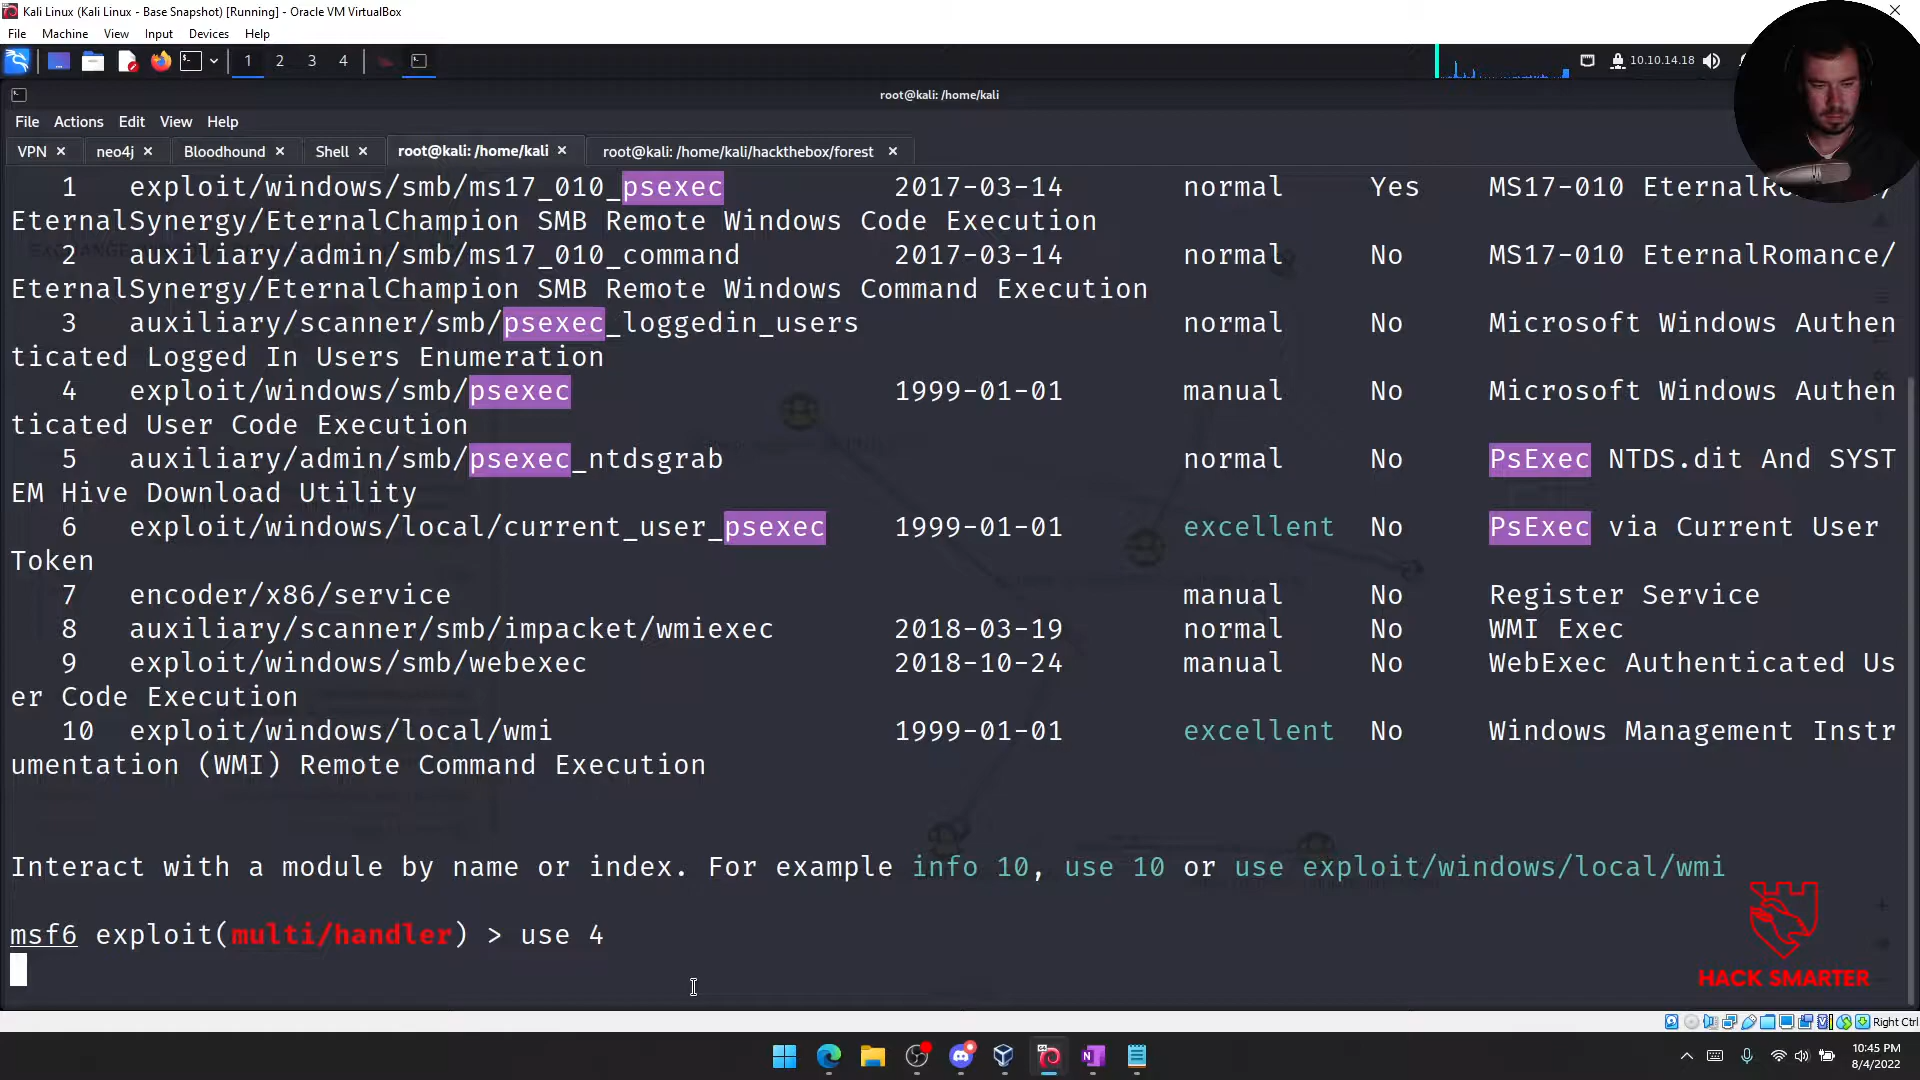 Kali Linux (Kali Linux - Base Snapshot) [Running] - Oracle VM VirtualBox
File Machine View Input Devices Help
1 2 3 4 10.10.14.18
root@kali: /home/kali
File Actions Edit View Help
VPN neo4j Bloodhound Shell root@kali: /home/kali root@kali: /home/kali/hackthebox/forest
1 exploit/windows/smb/ms17_010_psexec 2017-03-14 normal Yes MS17-010
EternalSynergy/EternalChampion SMB Remote Windows Code Execution
2 auxiliary/admin/smb/ms17_010_command 2017-03-14 normal No MS17-010 EternalRomance/
EternalSynergy/EternalChampion SMB Remote Windows Command Execution
3 auxiliary/scanner/smb/psexec_loggedin_users normal No Microsoft Windows Authen
ticated Logged In Users Enumeration
4 exploit/windows/smb/psexec 1999-01-01 manual No Microsoft Windows Authen
ticated User Code Execution
5 auxiliary/admin/smb/psexec_ntdsgrab normal No PsExec NTDS.dit And SYST
EM Hive Download Utility
6 exploit/windows/local/current_user_psexec 1999-01-01 excellent No PsExec via Current User
Token
7 encoder/x86/service manual No Register Service
8 auxiliary/scanner/smb/impacket/wmiexec 2018-03-19 normal No WMI Exec
9 exploit/windows/smb/webexec 2018-10-24 manual No WebExec Authenticated Us
er Code Execution
10 exploit/windows/local/wmi 1999-01-01 excellent No Windows Management Instr
umentation (WMI) Remote Command Execution
Interact with a module by name or index. For example info 10, use 10 or use exploit/windows/local/wmi
msf6 exploit(multi/handler) > use 4
HACK SMARTER
Right Ctrl
10:45 PM
8/4/2022